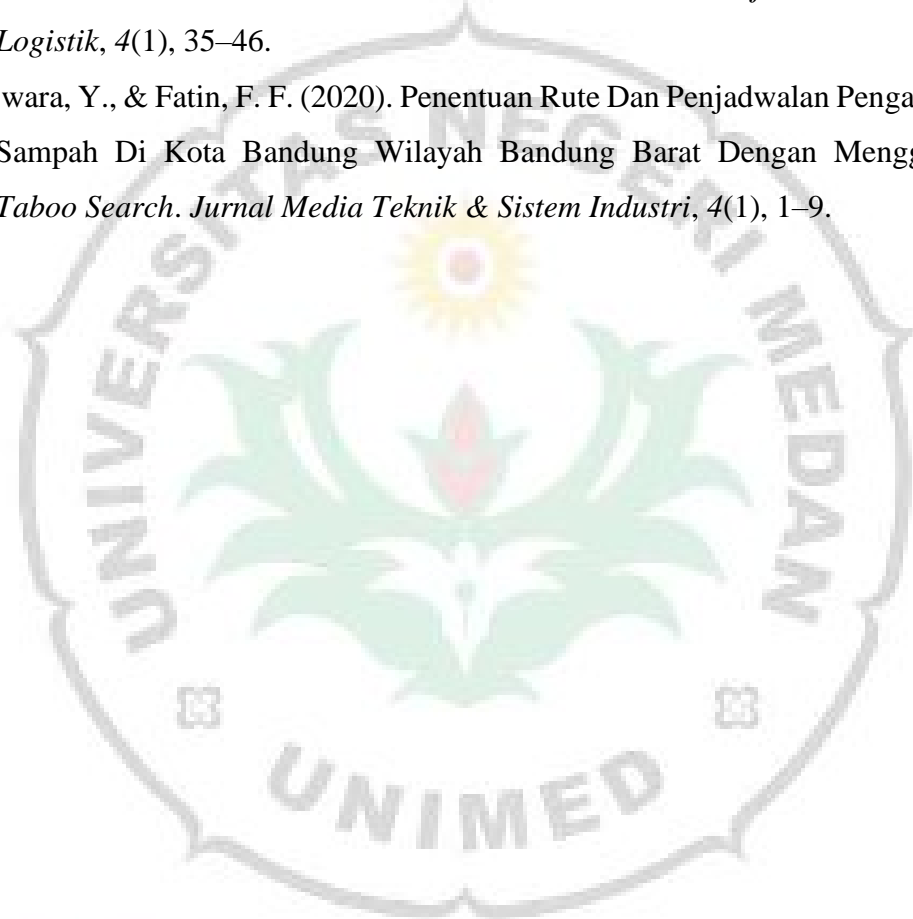 Logistik, 4(1), 35–46.
wara, Y., & Fatin, F. F. (2020). Penentuan Rute Dan Penjadwalan Penga
Sampah Di Kota Bandung Wilayah Bandung Barat Dengan Mengg
Taboo Search. Jurnal Media Teknik & Sistem Industri, 4(1), 1–9.
UNIVERSITAS NEGERI MEDAN
UNIMED